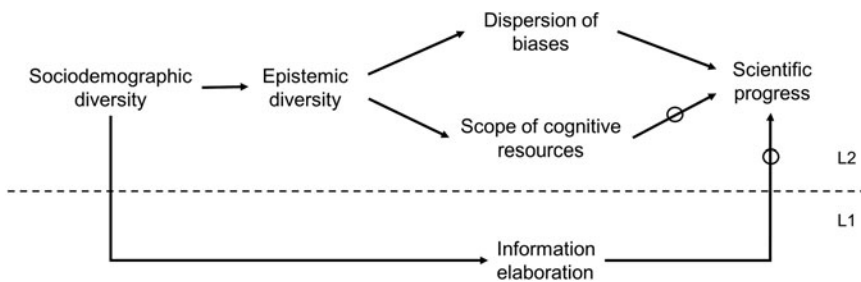 Dispersion of
biases
Sociodemographic
diversity
Epistemic
diversity
Scientific
progress
Scope of cognitive
resources
L2
L1
Information
elaboration